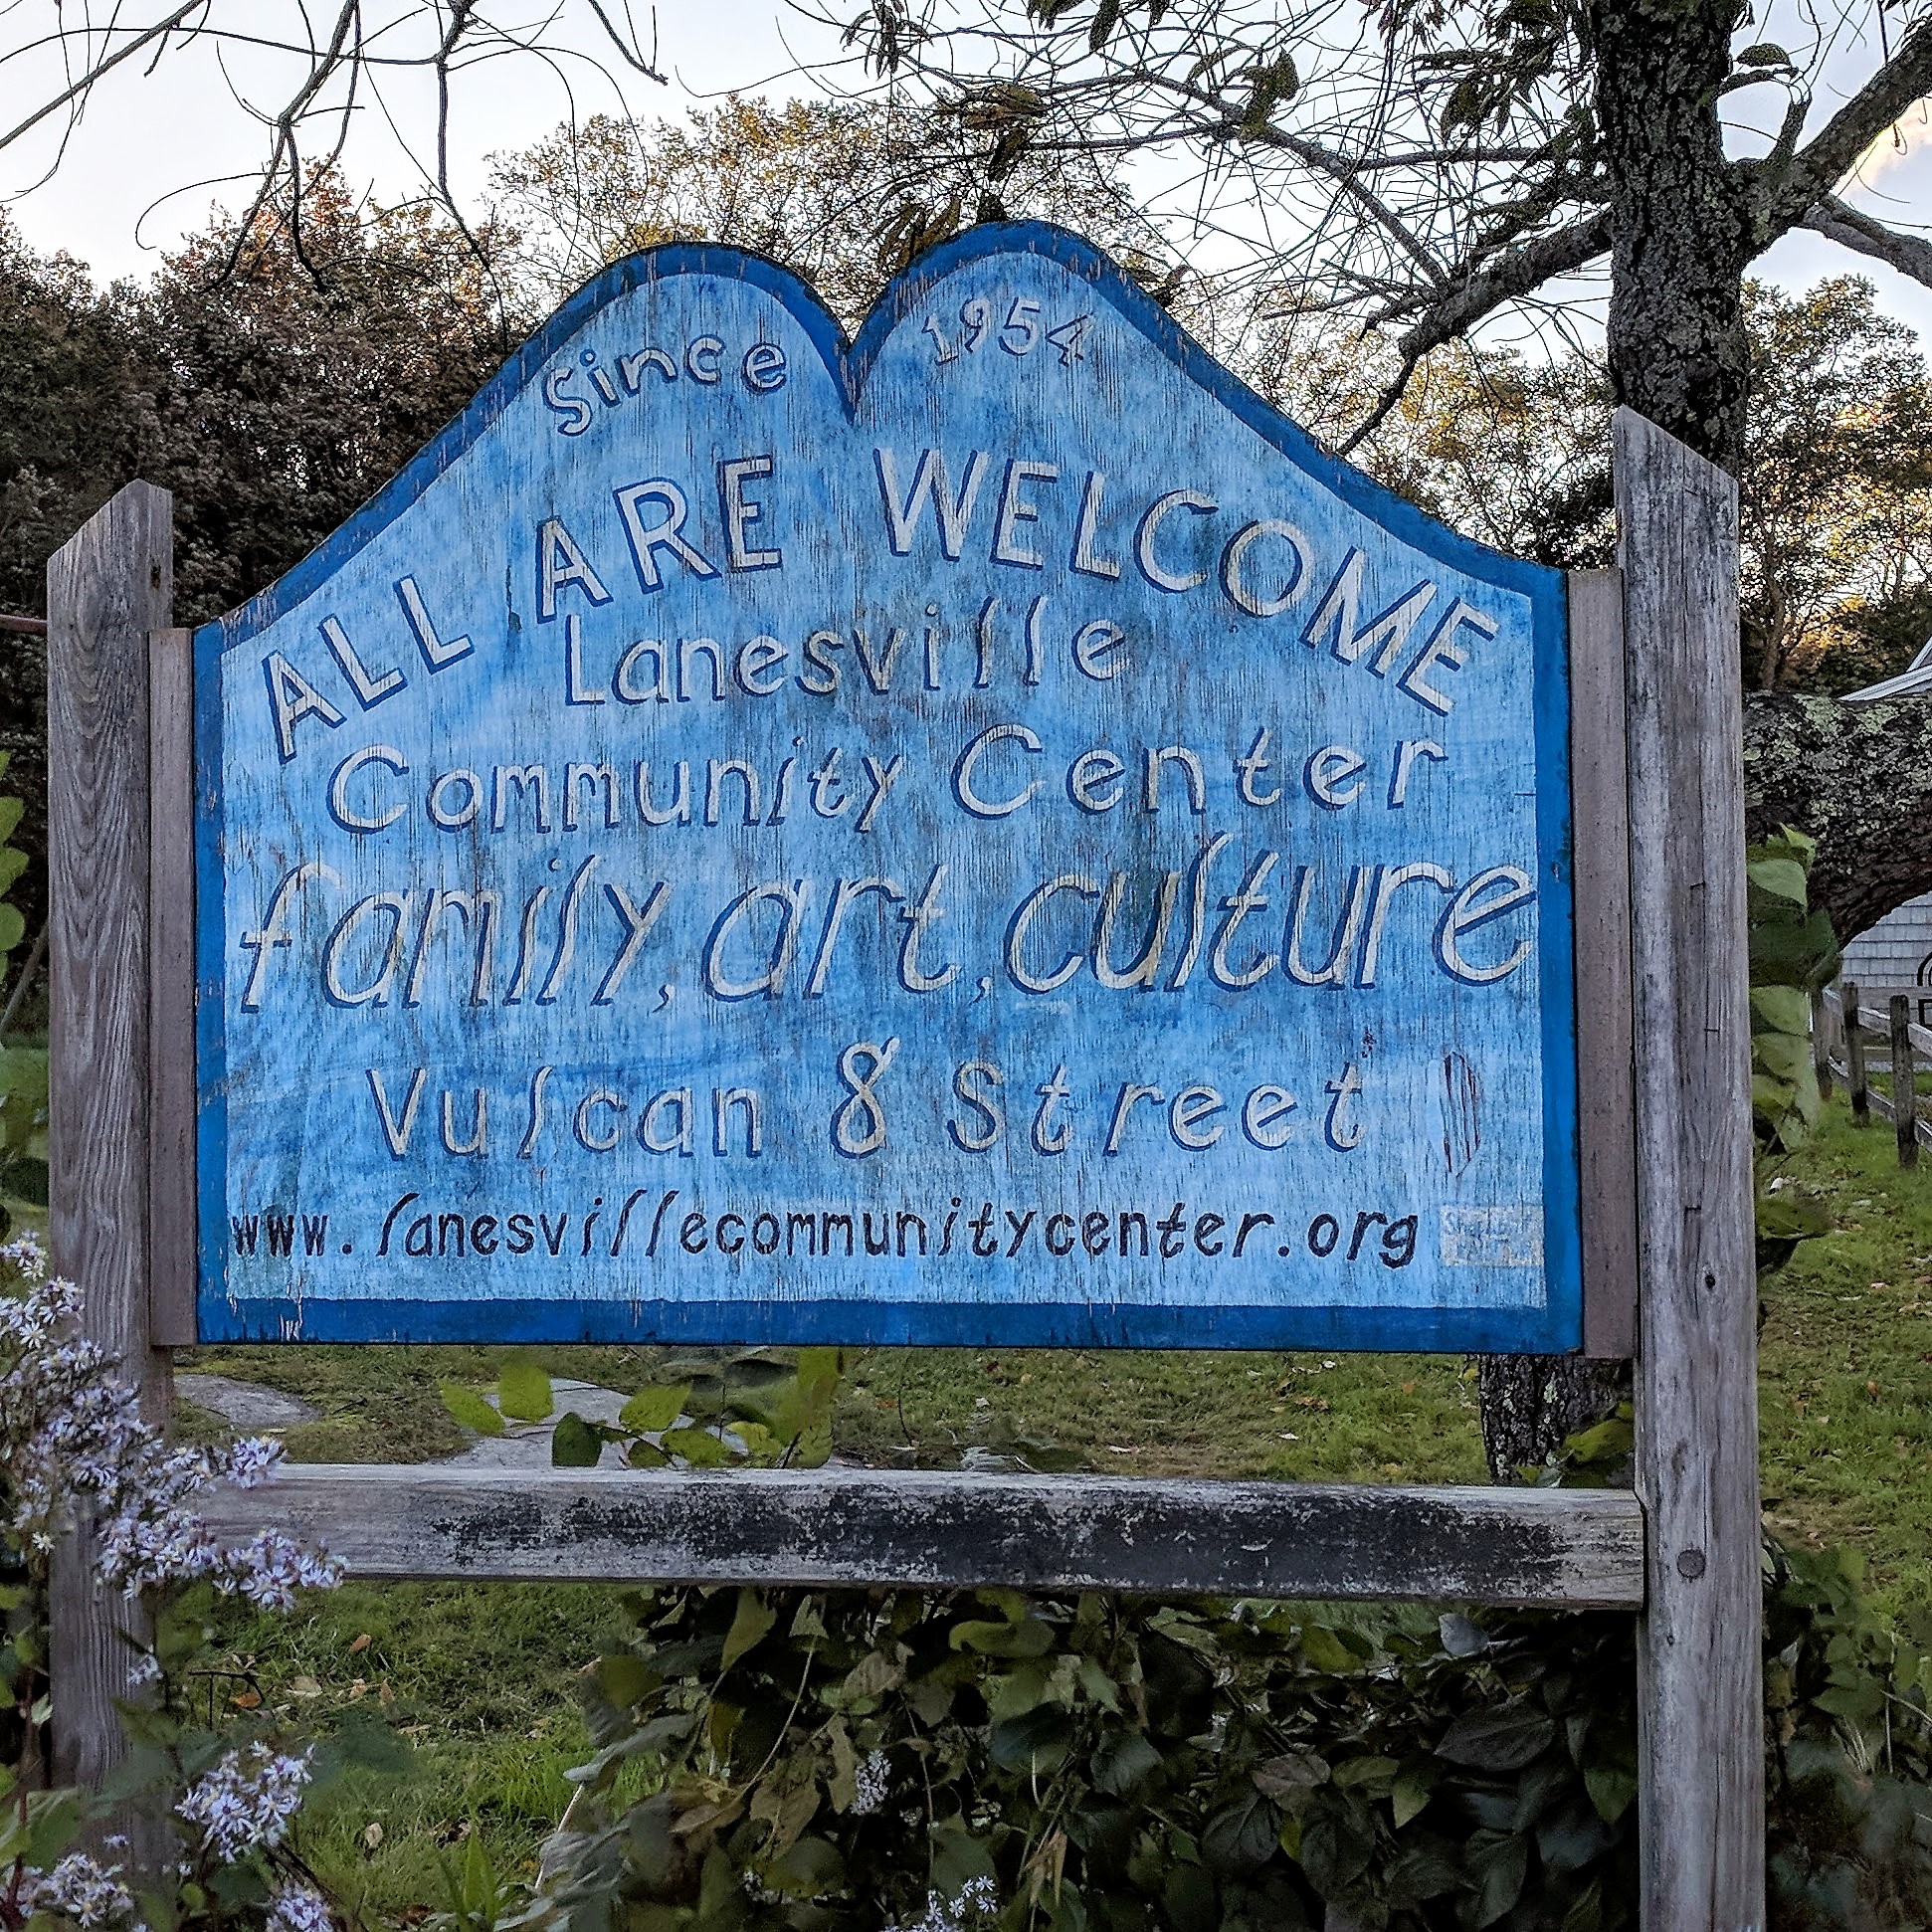 Since 1954
ALL ARE WELCOME
Lanesville
Community Center
family, art, culture
Vulcan 8 Street
www.lanesvillecommunitycenter.org